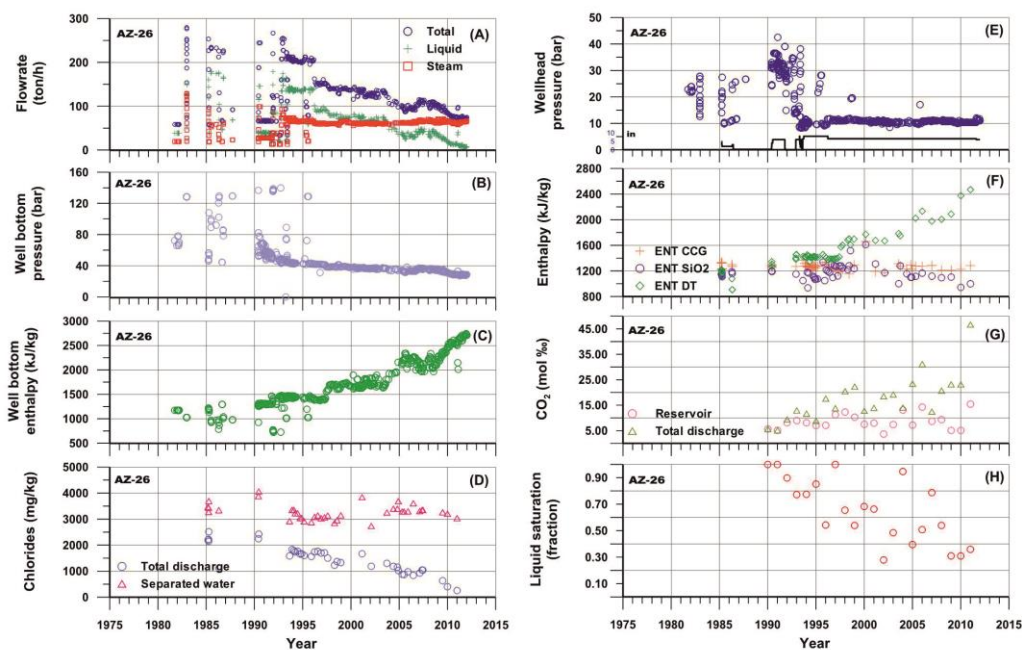 AZ-26
(A)
Total
Liquid
Steam
Flowrate
(ton/h)
300
200
100
0
AZ-26
(B)
Well bottom
pressure (bar)
160
120
80
40
0
AZ-26
(C)
Well bottom
enthalpy (kJ/kg)
3000
2500
2000
1500
1000
500
AZ-26
(D)
Chlorides (mg/kg)
5000
4000
3000
2000
1000
0
Total discharge
Separated water
1975 1980 1985 1990 1995 2000 2005 2010 2015
Year
AZ-26
(E)
Wellhead
pressure (bar)
50
40
30
20
10
0
10
5
0
in
AZ-26
(F)
Enthalpy (kJ/kg)
2800
2400
2000
1600
1200
800
ENT CCG
ENT SiO2
ENT DT
AZ-26
(G)
CO₂ (mol ‰)
45.00
35.00
25.00
15.00
5.00
Reservoir
Total discharge
AZ-26
(H)
Liquid saturation
(fraction)
0.90
0.70
0.50
0.30
0.10
1975 1980 1985 1990 1995 2000 2005 2010 2015
Year